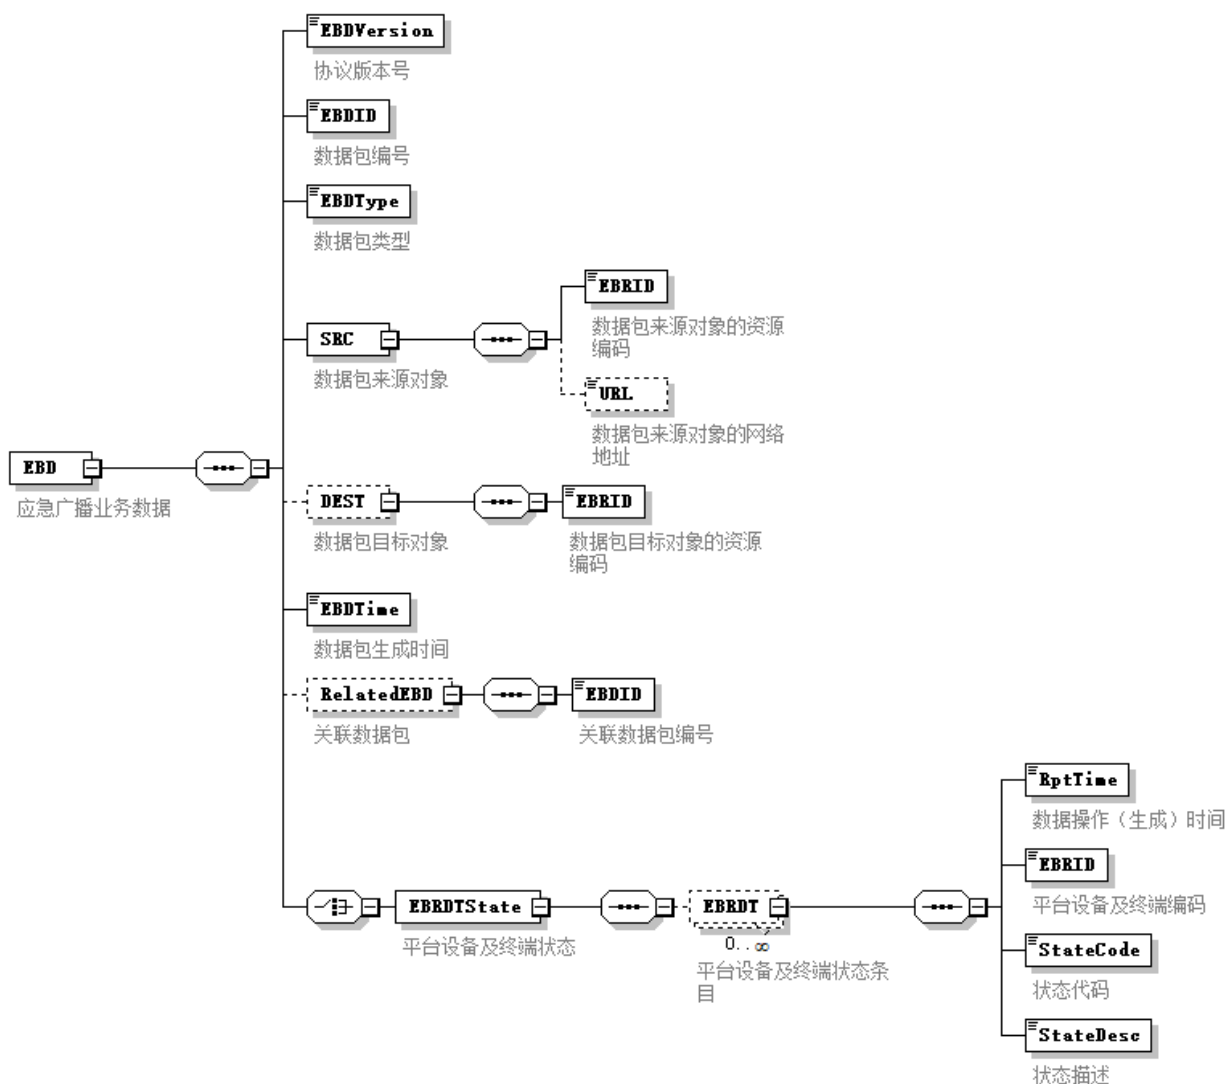 EBDVersion
协议版本号
EBDID
数据包编号
EBDType
数据包类型
EBRID
数据包来源对象的资源
编码
SRC
数据包来源对象
URL
数据包来源对象的网络
地址
EBD
应急广播业务数据
DEST
数据包目标对象
EBRID
数据包目标对象的资源
编码
EBDTime
数据包生成时间
RelatedEBD
关联数据包
EBDID
关联数据包编号
RptTime
数据操作（生成）时间
EBRID
平台设备及终端编码
EBRDTState
平台设备及终端状态
EBRDT
0..∞
平台设备及终端状态条
目
StateCode
状态代码
StateDesc
状态描述